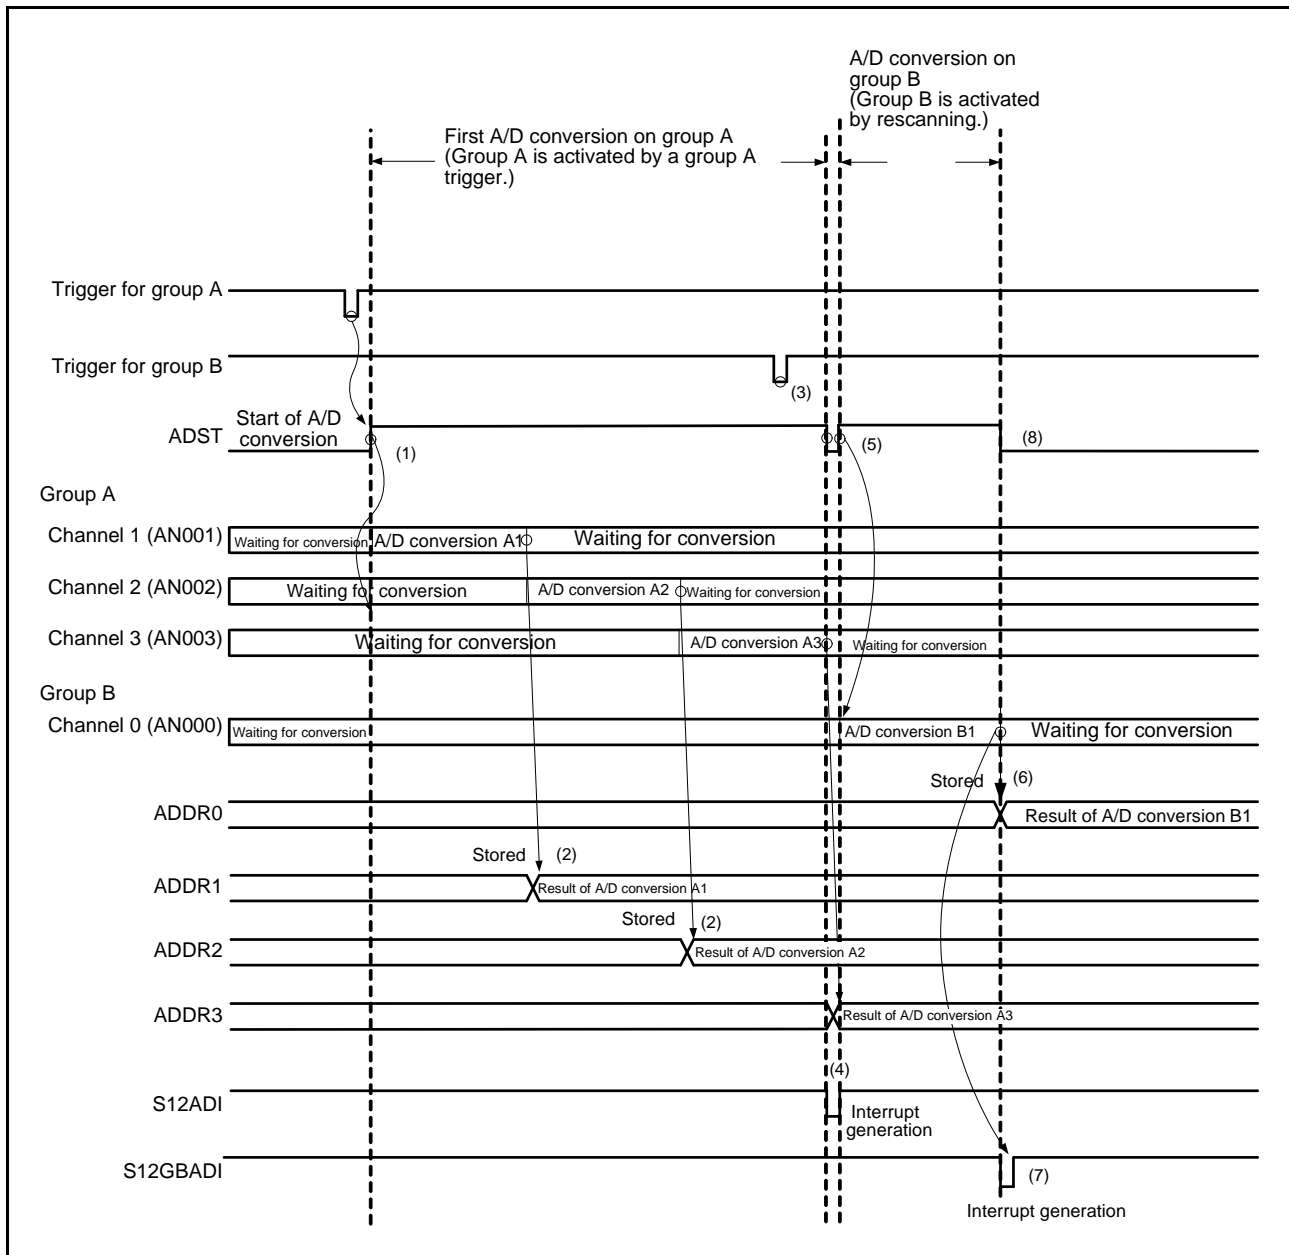 A/D conversion on
group B
(Group B is activated
by rescanning.)
First A/D conversion on group A
(Group A is activated by a group A
trigger.)
Trigger for group A
Trigger for group B
(3)
Start of A/D
conversion
ADST
(1)
(5)
(8)
Group A
Channel 1 (AN001)
Waiting for conversion
A/D conversion A1
Waiting for conversion
Channel 2 (AN002)
Waiting for conversion
A/D conversion A2
Waiting for conversion
Channel 3 (AN003)
Waiting for conversion
A/D conversion A3
Waiting for conversion
Group B
Channel 0 (AN000)
Waiting for conversion
A/D conversion B1
Waiting for conversion
Stored
(6)
ADDR0
Result of A/D conversion B1
Stored
(2)
ADDR1
Result of A/D conversion A1
Stored
(2)
ADDR2
Result of A/D conversion A2
ADDR3
Result of A/D conversion A3
(4)
S12ADI
Interrupt
generation
S12GBADI
(7)
Interrupt generation